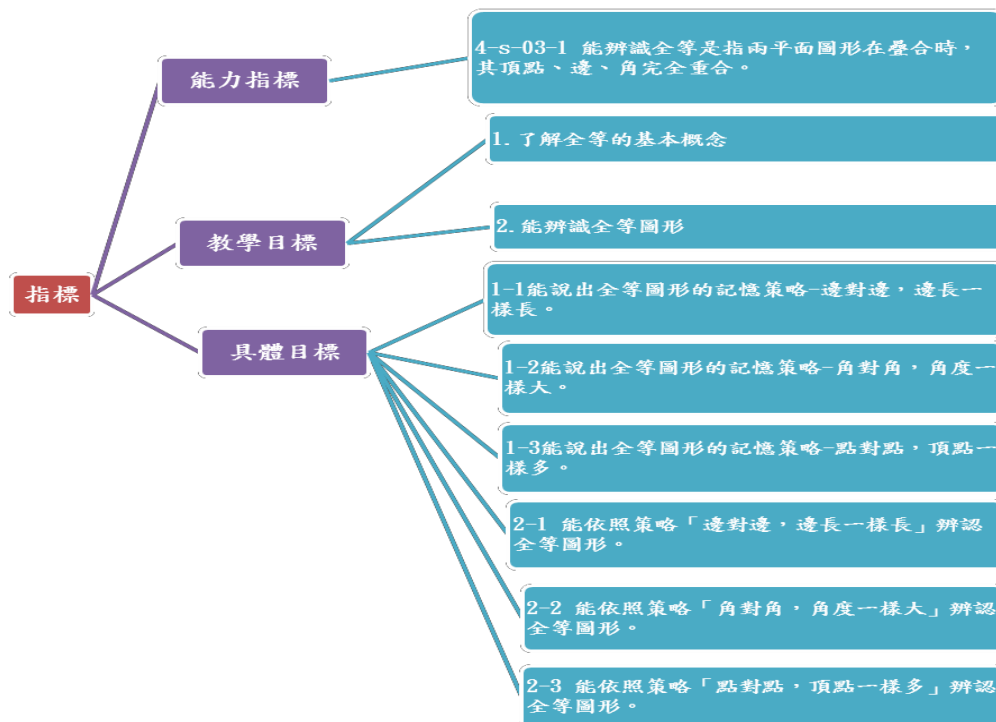 指標
能力指標
4-s-03-1 能辨識全等是指兩平面圖形在疊合時，
其頂點、邊、角完全重合。
教學目標
1.了解全等的基本概念
2.能辨識全等圖形
具體目標
1-1能說出全等圖形的記憶策略-邊對邊，邊長一
樣長。
1-2能說出全等圖形的記憶策略-角對角，角度一
樣大。
1-3能說出全等圖形的記憶策略-點對點，頂點一
樣多。
2-1 能依照策略「邊對邊，邊長一樣長」辨認
全等圖形。
2-2 能依照策略「角對角，角度一樣大」辨認
全等圖形。
2-3 能依照策略「點對點，頂點一樣多」辨認
全等圖形。